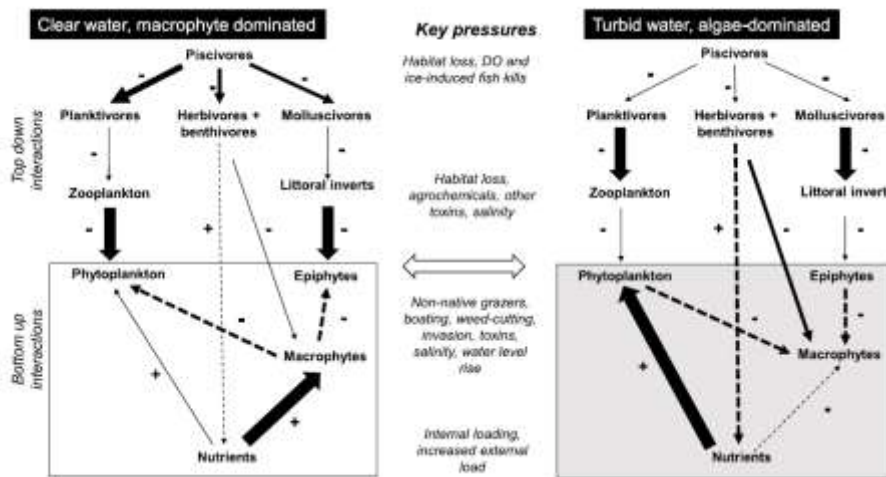 Clear water, macrophyte dominated
Piscivores
-
-
-
Planktivores
Herbivores +
benthivores
Molluscivores
-
-
Zooplankton
Littoral inverts
-
+
-
-
Phytoplankton
Epiphytes
-
-
Macrophytes
+
+
Nutrients
Top down
interactions
Bottom up
interactions
Key pressures
Habitat loss, DO and
ice-induced fish kills
Habitat loss,
agrochemicals, other
toxins, salinity
Non-native grazers,
boating, weed-cutting,
invasion, toxins,
salinity, water level
rise
Internal loading,
increased external
load
Turbid water, algae-dominated
Piscivores
-
-
-
Planktivores
Herbivores +
benthivores
Molluscivores
-
-
Zooplankton
Littoral invert
-
+
-
-
Phytoplankton
Epiphytes
-
-
Macrophytes
+
Nutrients